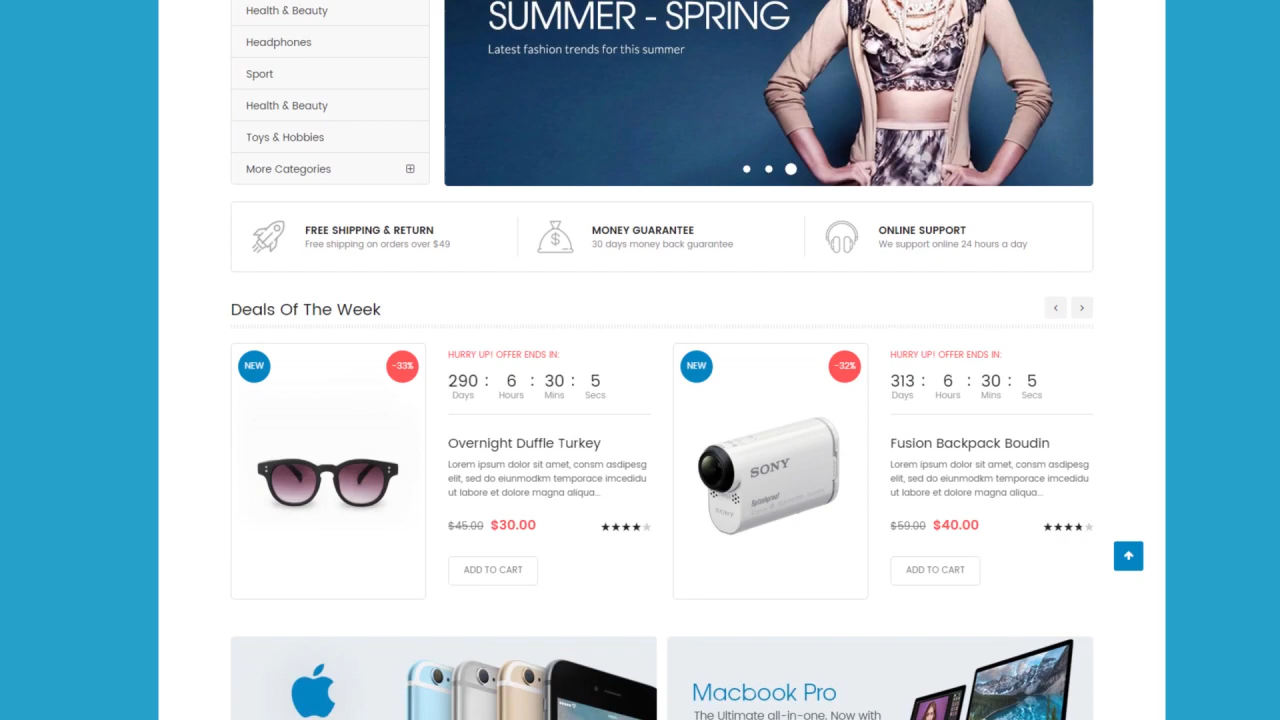 Health & Beauty
Headphones
Sport
Health & Beauty
Toys & Hobbies
More Categories
SUMMER - SPRING
Latest fashion trends for this summer
FREE SHIPPING & RETURN
Free shipping on orders over $49
MONEY GUARANTEE
30 days money back guarantee
ONLINE SUPPORT
We support online 24 hours a day
Deals Of The Week
NEW
-33%
HURRY UP! OFFER ENDS IN:
290 : 6 : 30 : 5
Days Hours Mins Secs
Overnight Duffle Turkey
Lorem ipsum dolor sit amet, consm asdipesg
elit, sed do eiunmodkm temporace imcedidu
ut labore et dolore magna aliqua...
$45.00 $30.00
ADD TO CART
NEW
-32%
SONY
Splashproof
SONY
HURRY UP! OFFER ENDS IN:
313 : 6 : 30 : 5
Days Hours Mins Secs
Fusion Backpack Boudin
Lorem ipsum dolor sit amet, consm asdipesg
elit, sed do eiunmodkm temporace imcedidu
ut labore et dolore magna aliqua...
$59.00 $40.00
ADD TO CART
Macbook Pro
The Ultimate all-in-one. Now with